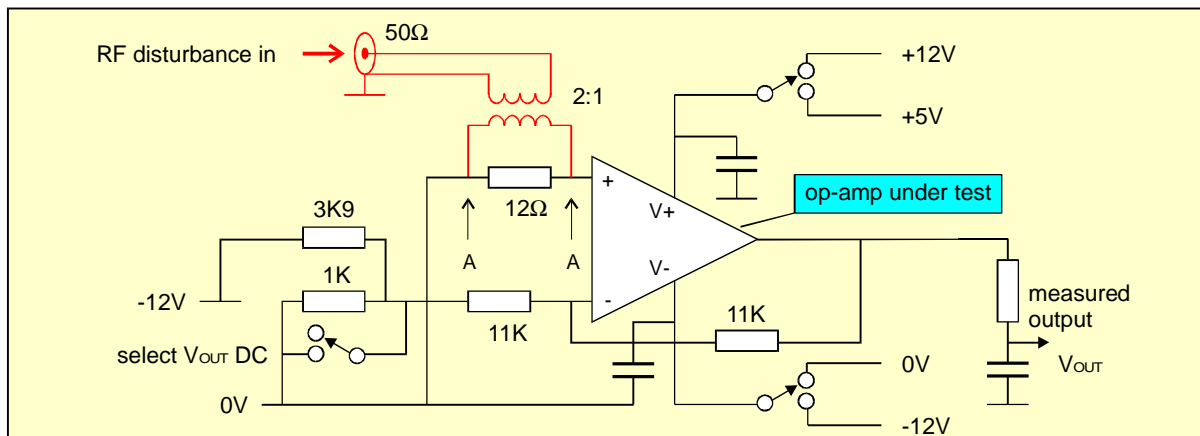 RF disturbance in
50Ω
2:1
+12V
+5V
12Ω
+
V+
op-amp under test
3K9
A
A
V-
-12V
1K
-
11K
11K
measured
output
select VOUT DC
VOUT
0V
0V
-12V